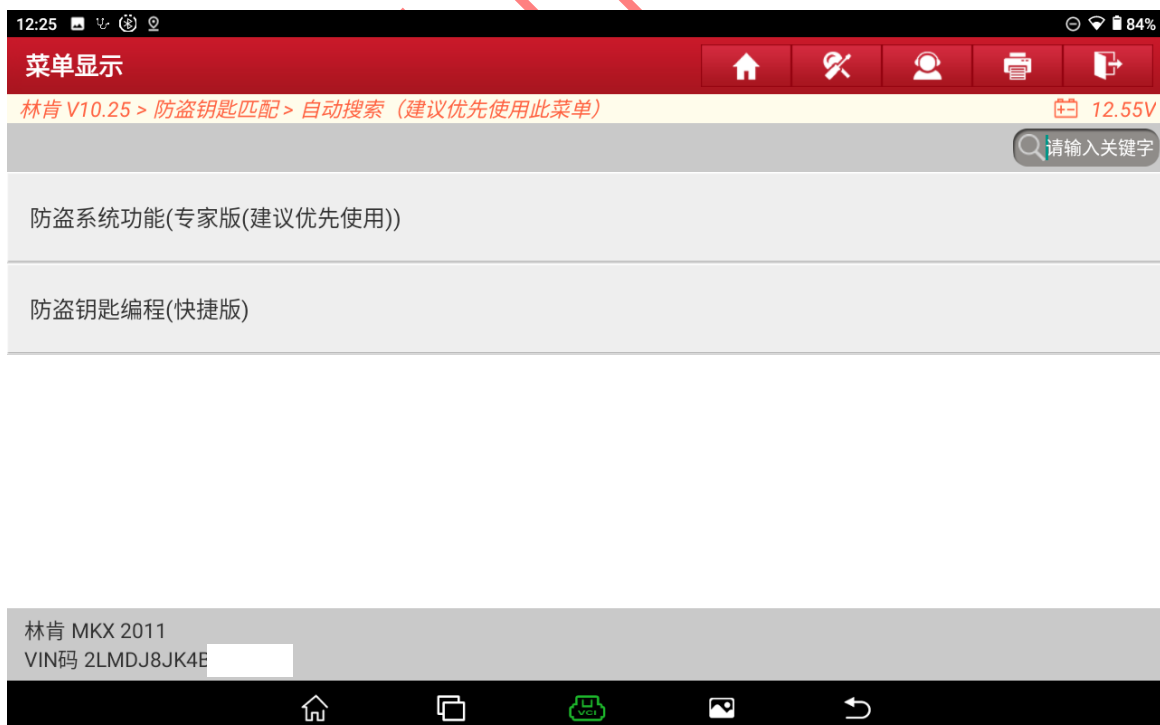 12:25
84%
菜单显示
林肯 V10.25 > 防盗钥匙匹配 > 自动搜索（建议优先使用此菜单）
12.55V
请输入关键字
防盗系统功能(专家版(建议优先使用))
防盗钥匙编程(快捷版)
林肯 MKX 2011
VIN码 2LMDJ8JK4B
VCI